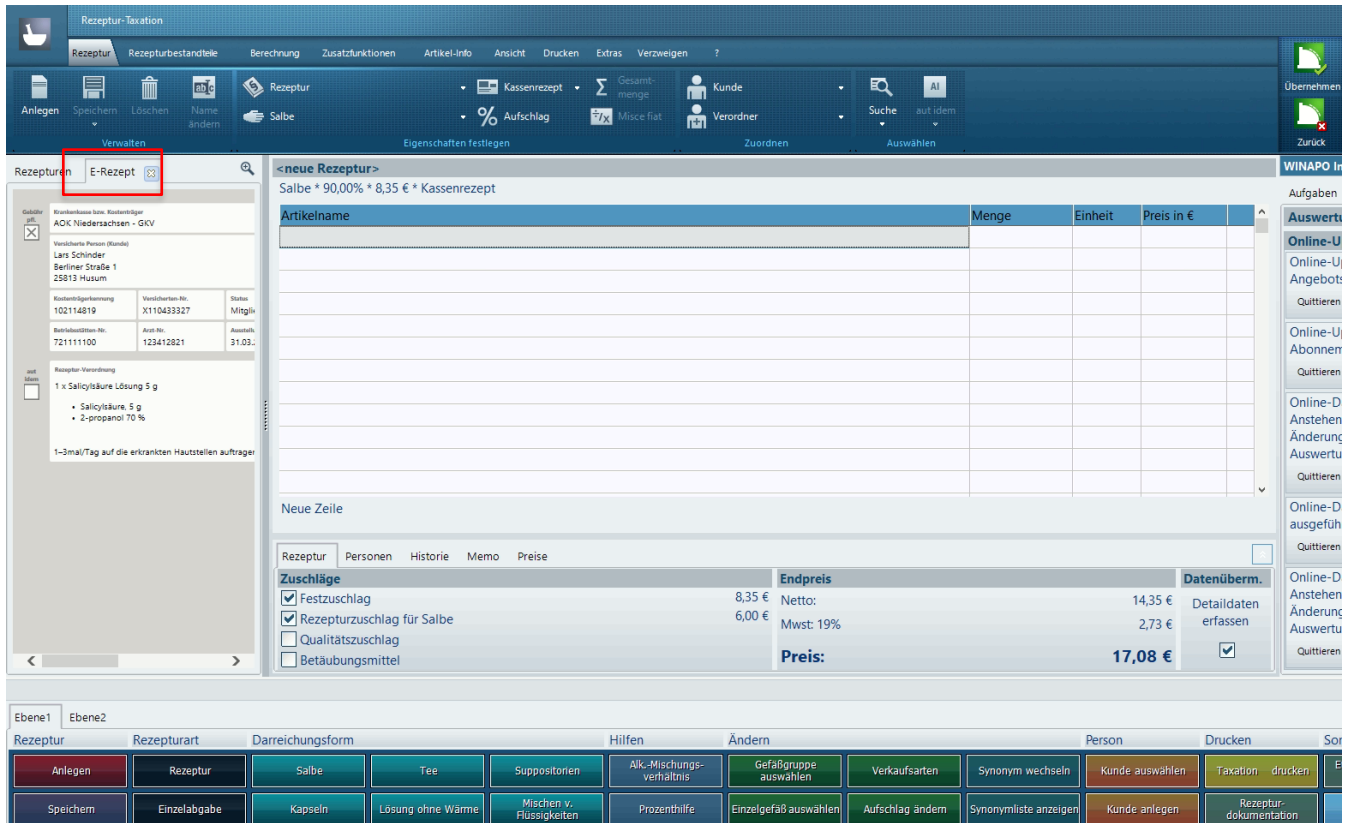 Rezeptur-Taxation
Rezeptur Rezepturbestandteile Berechnung Zusatzfunktionen Artikel-Info Ansicht Drucken Extras Verzweigen ?
Anlegen Speichern Löschen Name ändern
Rezeptur Kassenrezept Gesamt-menge Kunde Suche aut idem
Salbe Aufschlag Misce fiat Verordner
Verwalten Eigenschaften festlegen Zuordnen Auswählen
Übernehmen
Zurück
Rezepturen E-Rezept
Gebühr pfl.
Krankenkasse bzw. Kostenträger
AOK Niedersachsen - GKV
Versicherte Person (Kunde)
Lars Schinder
Berliner Straße 1
25813 Husum
Kostenträgerkennung Versicherten-Nr. Status
102114819 X110433327
Betriebsstätten-Nr. Arzt-Nr.
721111100 123412821 31.03.
aut idem
Rezeptur-Verordnung
1 x Salicylsäure Lösung 5 g
• Salicylsäure, 5 g
• 2-propanol 70 %
1–3mal/Tag auf die erkrankten Hautstellen auftragen
<neue Rezeptur>
Salbe * 90,00% * 8,35 € * Kassenrezept
Artikelname Menge Einheit Preis in €
Neue Zeile
Rezeptur Personen Historie Memo Preise
Zuschläge Endpreis Datenüberm.
Festzuschlag 8,35 € Netto: 14,35 € Detaildaten erfassen
Rezepturzuschlag für Salbe 6,00 € Mwst: 19% 2,73 €
Qualitätszuschlag
Betäubungsmittel Preis: 17,08 €
WINAPO In
Aufgaben
Auswertu
Online-U
Online-Up
Angebots
Quittieren
Online-Up
Abonnem
Quittieren
Online-D
Anstehen
Änderung
Auswertu
Quittieren
Online-D
ausgefüh
Quittieren
Online-D
Anstehen
Änderung
Auswertu
Quittieren
Ebene1 Ebene2
Rezeptur Rezepturart Darreichungsform Hilfen Ändern Person Drucken Son
Anlegen Rezeptur Salbe Tee Suppositorien Alk.-Mischungs-verhältnis Gefäßgruppe auswählen Verkaufsarten Synonym wechseln Kunde auswählen Taxation drucken
Speichern Einzelabgabe Kapseln Lösung ohne Wärme Mischen v. Flüssigkeiten Prozenthilfe Einzelgefäß auswählen Aufschlag ändern Synonymliste anzeigen Kunde anlegen Rezeptur-dokumentation